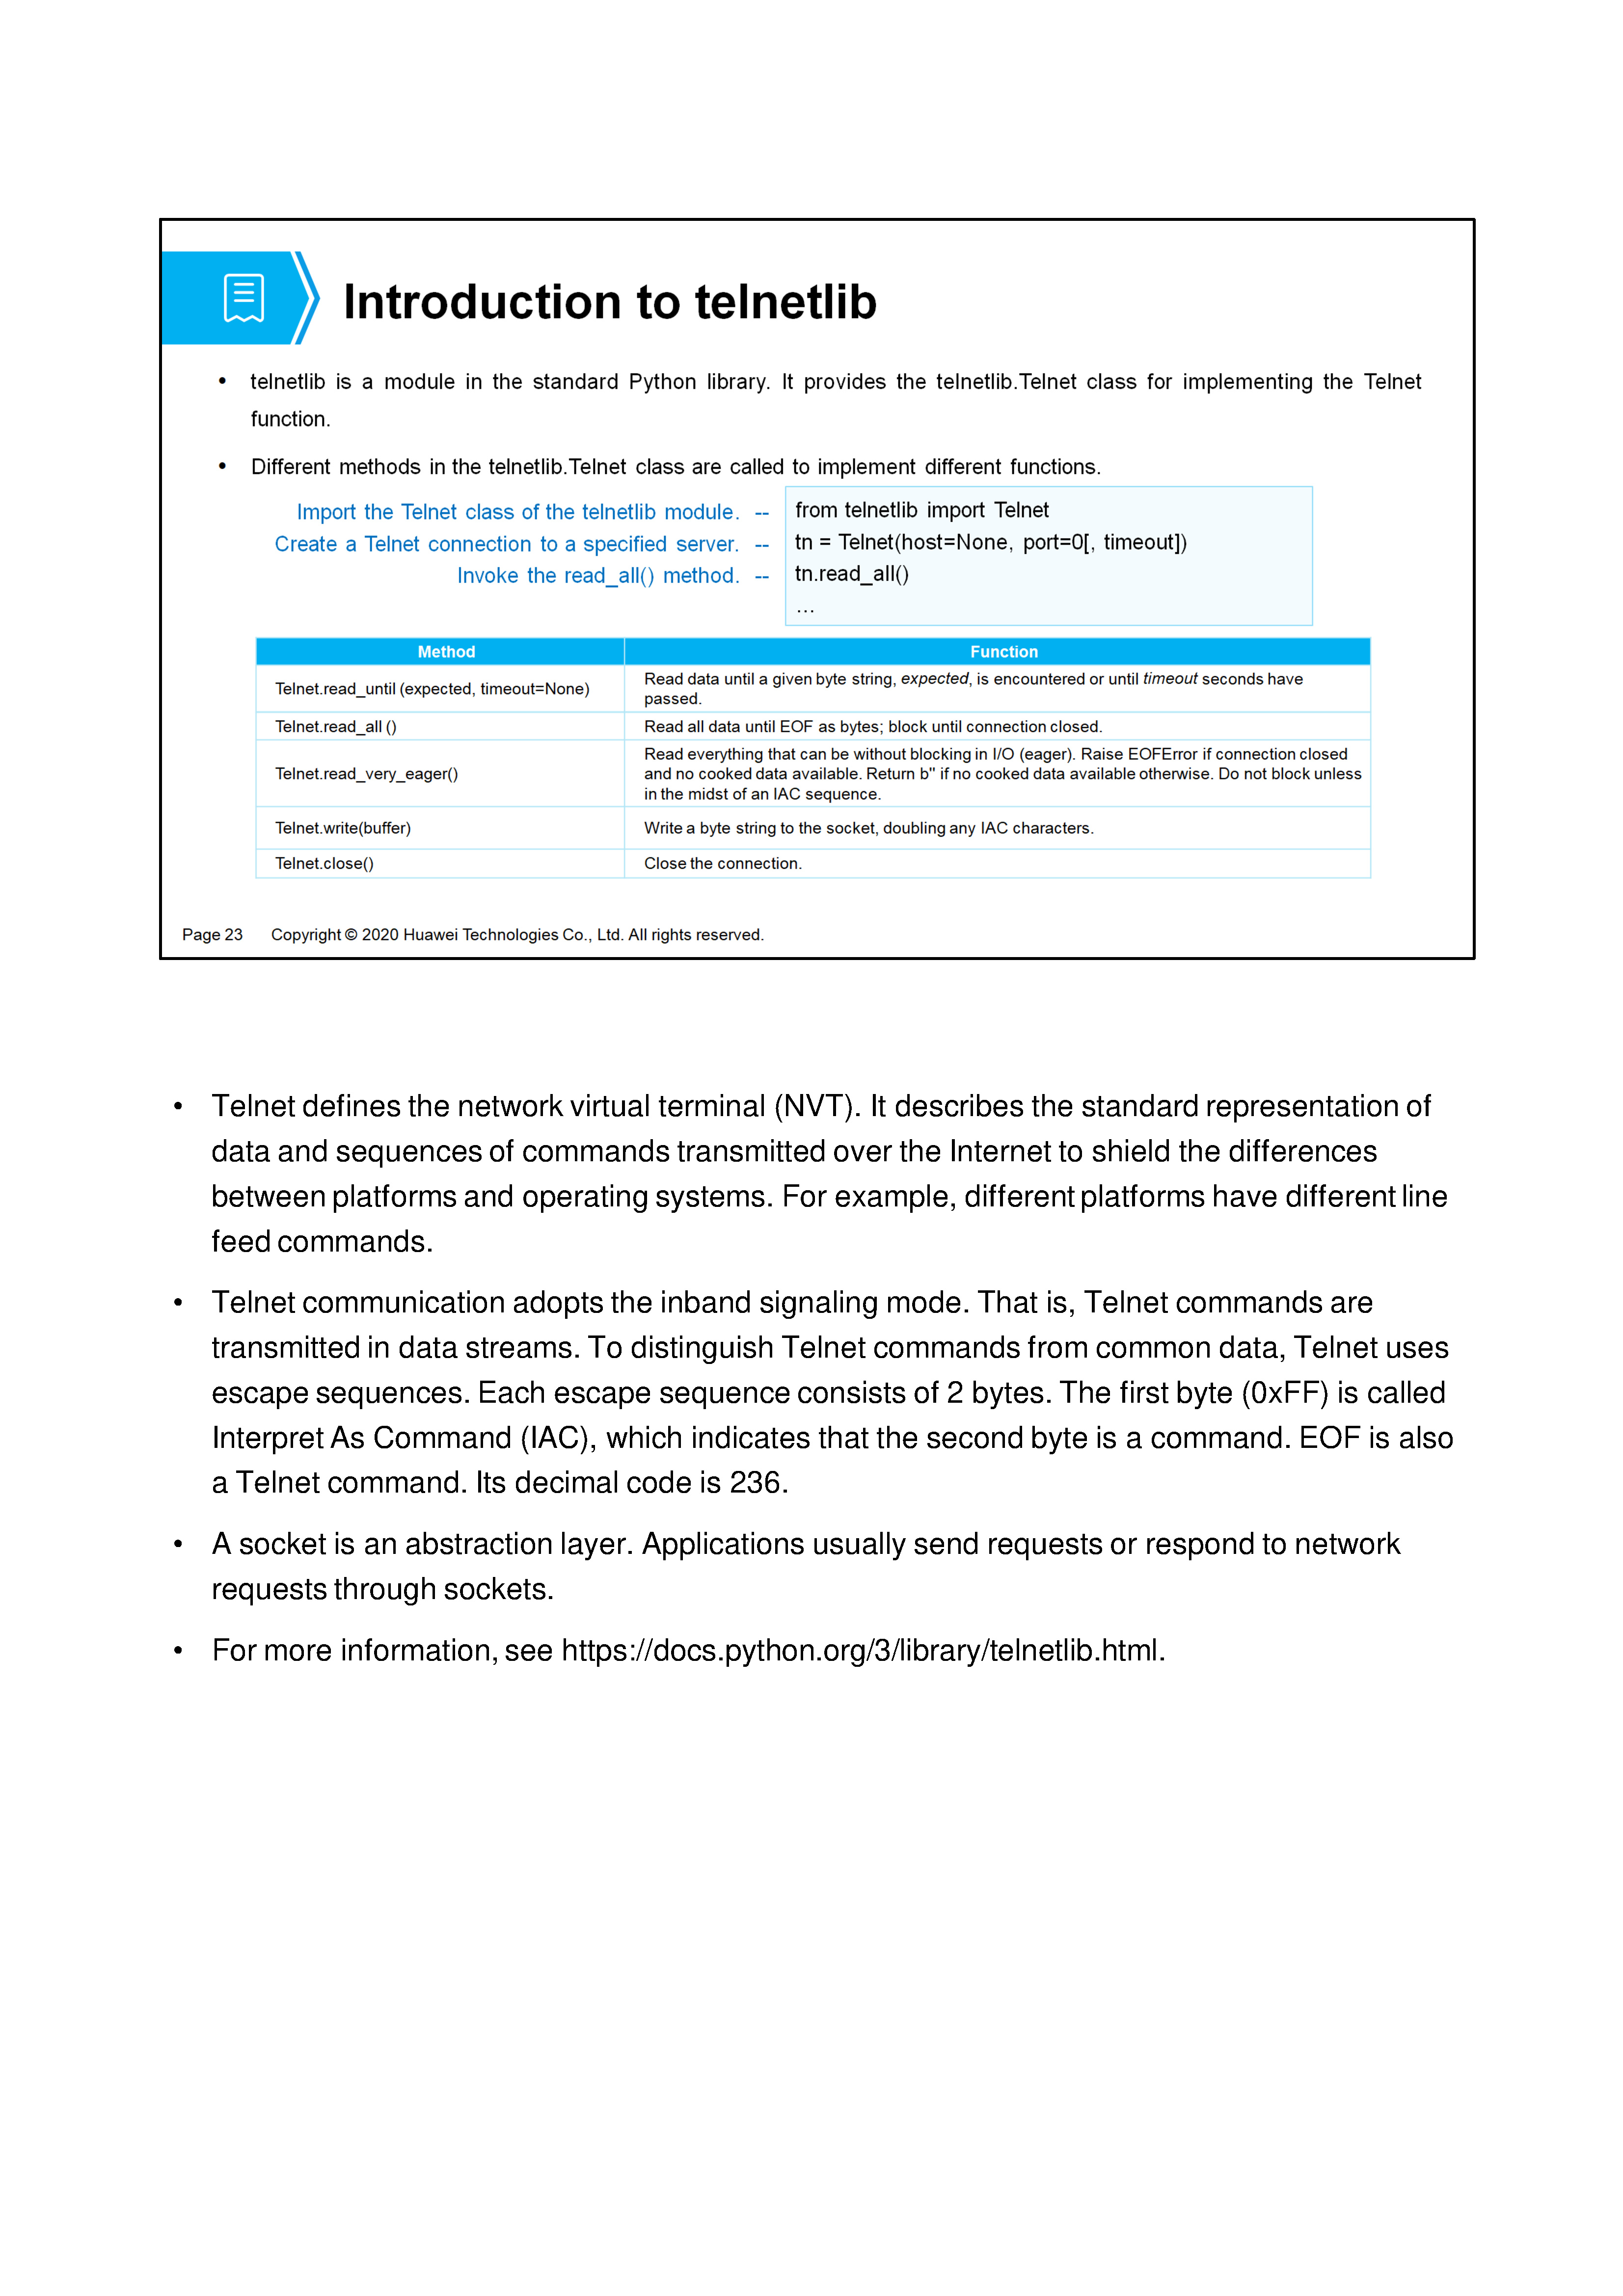 Introduction to telnetlib
• telnetlib is a module in the standard Python library. It provides the telnetlib.Telnet class for implementing the Telnet
function.
• Different methods in the telnetlib.Telnet class are called to implement different functions.
Import the Telnet class of the telnetlib module. -- from telnetlib import Telnet
Create a Telnet connection to a specified server. -- tn = Telnet(host=None, port=0[, timeout])
Invoke the read_all() method. -- tn.read_all()
...
Method Function
Telnet.read_until (expected, timeout=None) Read data until a given byte string, expected, is encountered or until timeout seconds have
passed.
Telnet.read_all () Read all data until EOF as bytes; block until connection closed.
Telnet.read_very_eager() Read everything that can be without blocking in I/O (eager). Raise EOFError if connection closed
and no cooked data available. Return b'' if no cooked data available otherwise. Do not block unless
in the midst of an IAC sequence.
Telnet.write(buffer) Write a byte string to the socket, doubling any IAC characters.
Telnet.close() Close the connection.
Page 23 Copyright © 2020 Huawei Technologies Co., Ltd. All rights reserved.
• Telnet defines the network virtual terminal (NVT). It describes the standard representation of
data and sequences of commands transmitted over the Internet to shield the differences
between platforms and operating systems. For example, different platforms have different line
feed commands.
• Telnet communication adopts the inband signaling mode. That is, Telnet commands are
transmitted in data streams. To distinguish Telnet commands from common data, Telnet uses
escape sequences. Each escape sequence consists of 2 bytes. The first byte (0xFF) is called
Interpret As Command (IAC), which indicates that the second byte is a command. EOF is also
a Telnet command. Its decimal code is 236.
• A socket is an abstraction layer. Applications usually send requests or respond to network
requests through sockets.
• For more information, see https://docs.python.org/3/library/telnetlib.html.